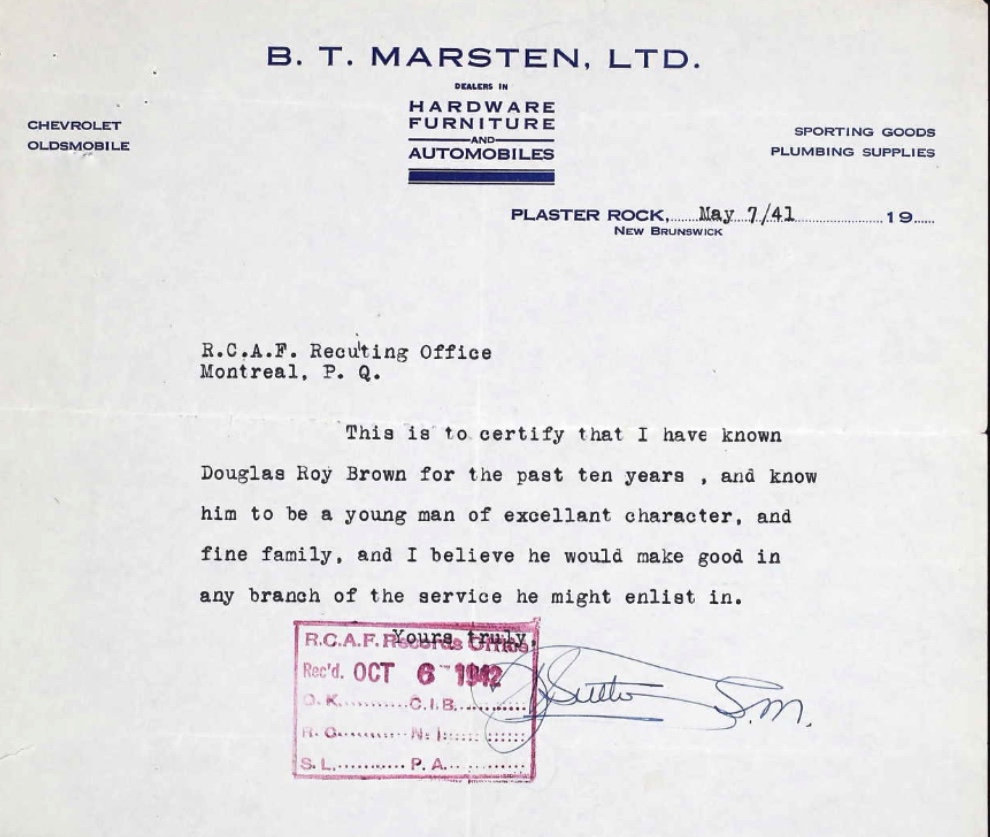 B. T. MARSTEN, LTD.
DEALERS IN
HARDWARE
FURNITURE
AND
AUTOMOBILES
CHEVROLET
OLDSMOBILE
SPORTING GOODS
PLUMBING SUPPLIES
PLASTER ROCK, May 7/41 19
NEW BRUNSWICK
R.C.A.F. Recuting Office
Montreal, P. Q.
This is to certify that I have known
Douglas Roy Brown for the past ten years , and know
him to be a young man of excellant character, and
fine family, and I believe he would make good in
any branch of the service he might enlist in.
Yours truly,
R.C.A.F. Records Office
Rec'd. OCT 6 1942
O.K. C.I.B.
S.L. P.A.
S.M.